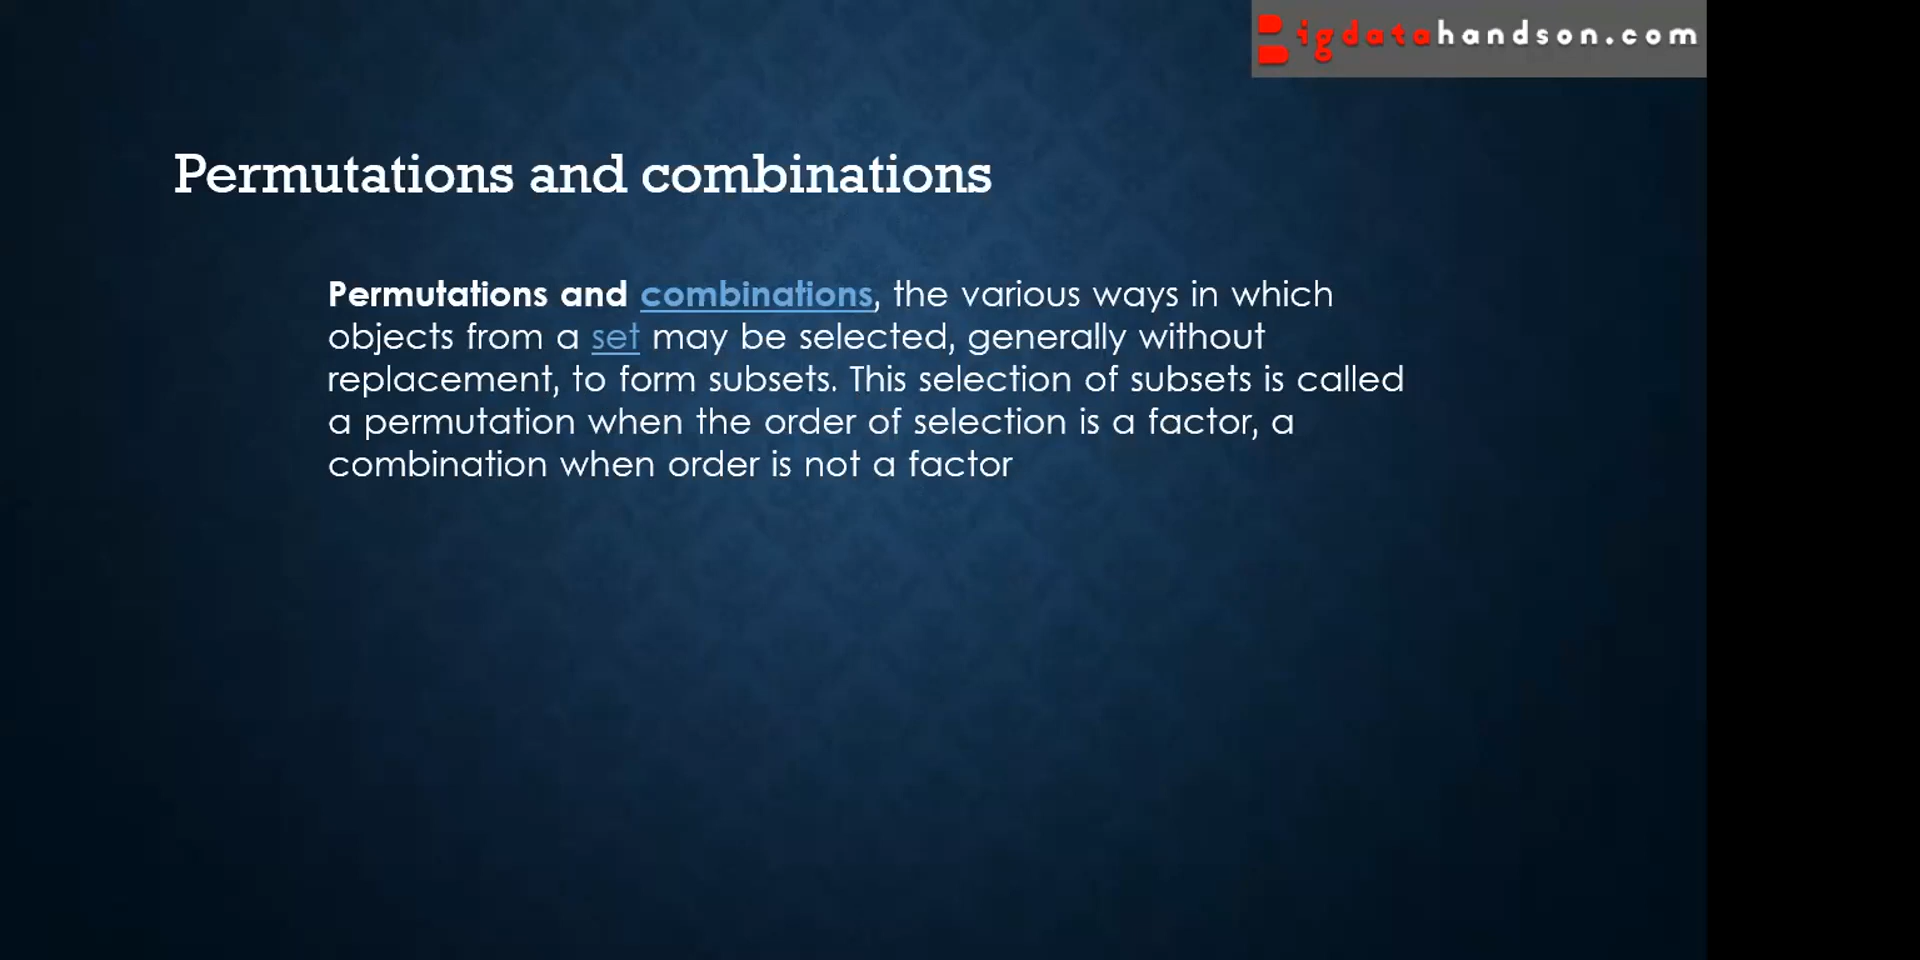 Bigdatahandson.com
Permutations and combinations
Permutations and combinations, the various ways in which
objects from a set may be selected, generally without
replacement, to form subsets. This selection of subsets is called
a permutation when the order of selection is a factor, a
combination when order is not a factor